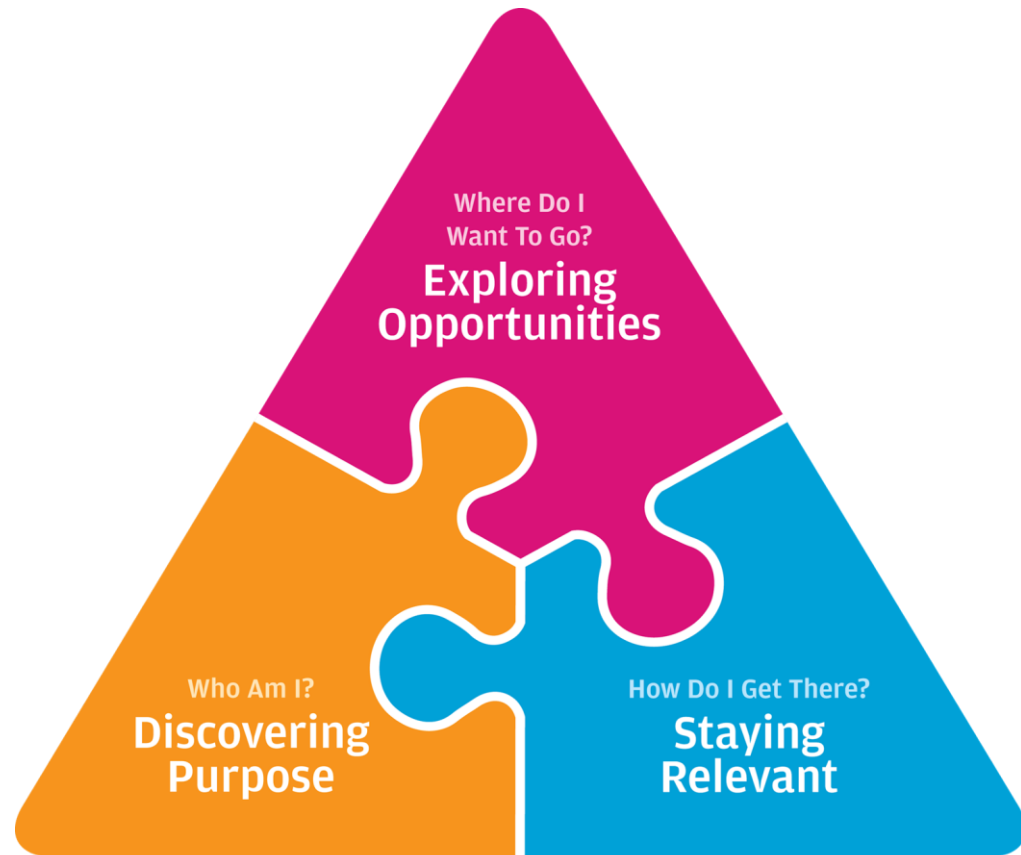 Where Do I
Want To Go?
Exploring
Opportunities
Who Am I?
Discovering
Purpose
How Do I Get There?
Staying
Relevant